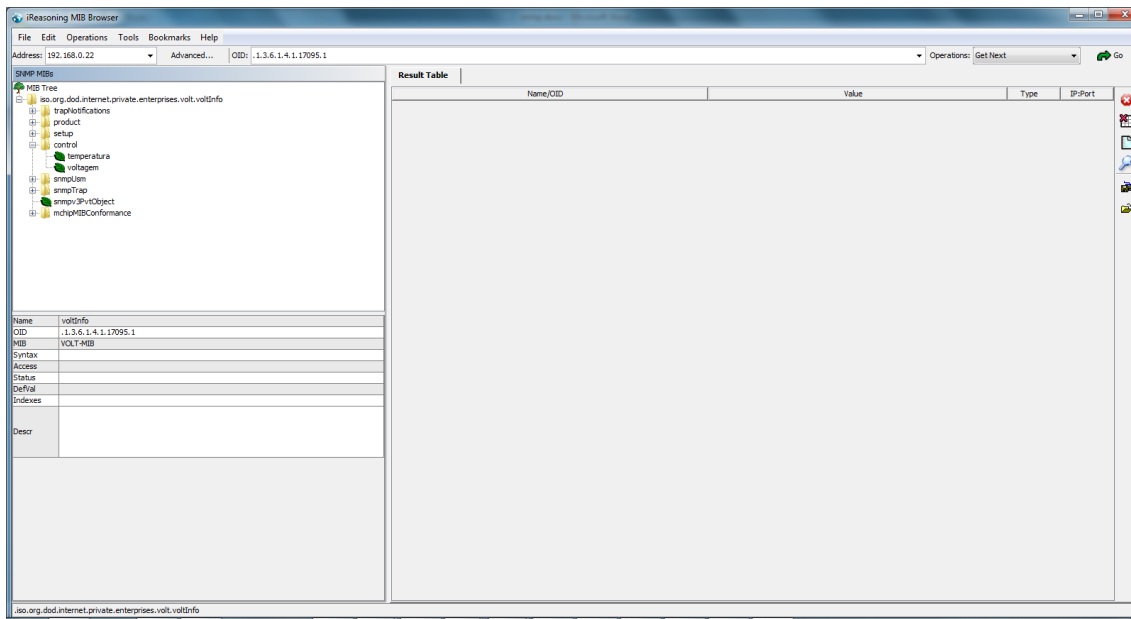 iReasoning MIB Browser
File Edit Operations Tools Bookmarks Help
Address: 192.168.0.22 Advanced... OID: .1.3.6.1.4.1.17095.1 Operations: Get Next Go
SNMP MIBs
Result Table
MIB Tree
Name/OID Value Type IP:Port
iso.org.dod.internet.private.enterprises.volt.voltInfo
trapNotifications
product
setup
control
temperatura
voltagem
snmpUsm
snmpTrap
snmpv3PvtObject
mchipMIBConformance
Name voltInfo
OID .1.3.6.1.4.1.17095.1
MIB VOLT-MIB
Syntax
Access
Status
DefVal
Indexes
Descr
.iso.org.dod.internet.private.enterprises.volt.voltInfo